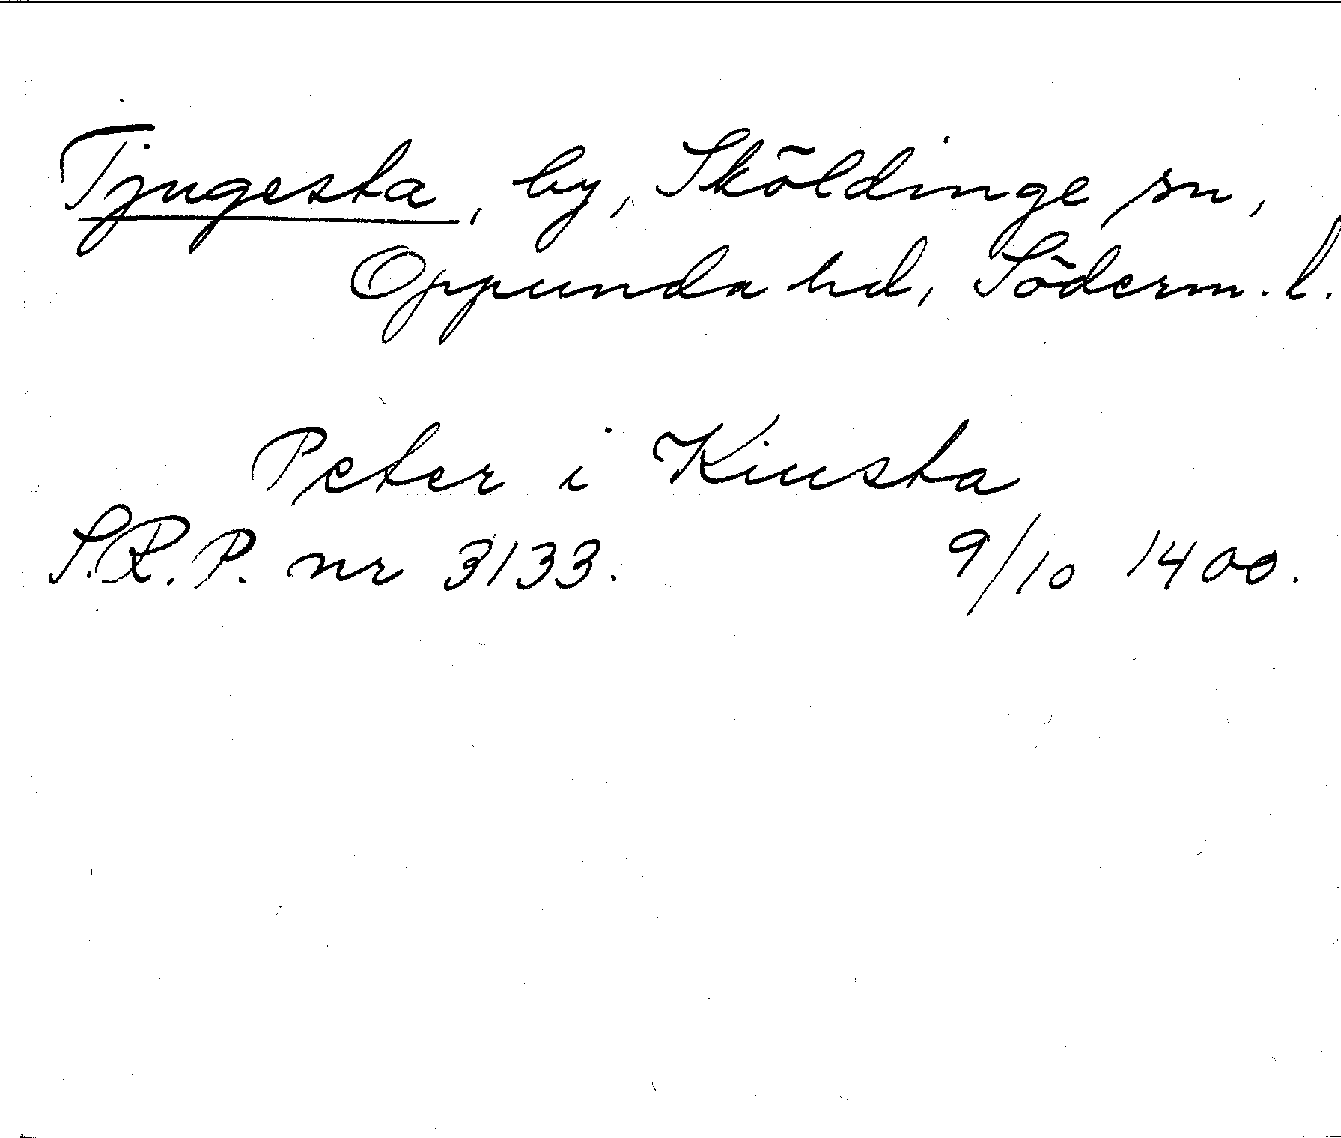 Tjugesta, by, Sköldinge sn,
Oppunda hd, Söderm. l.
Peter i Kiusta
S.R.P. nr 3133. 9/10 1400.